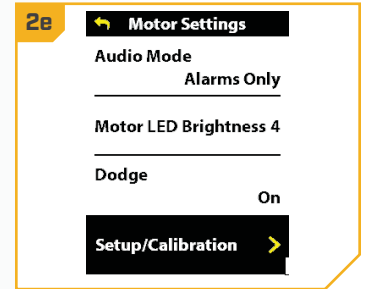 2e
Motor Settings
Audio Mode
Alarms Only
Motor LED Brightness 4
Dodge
On
Setup/Calibration